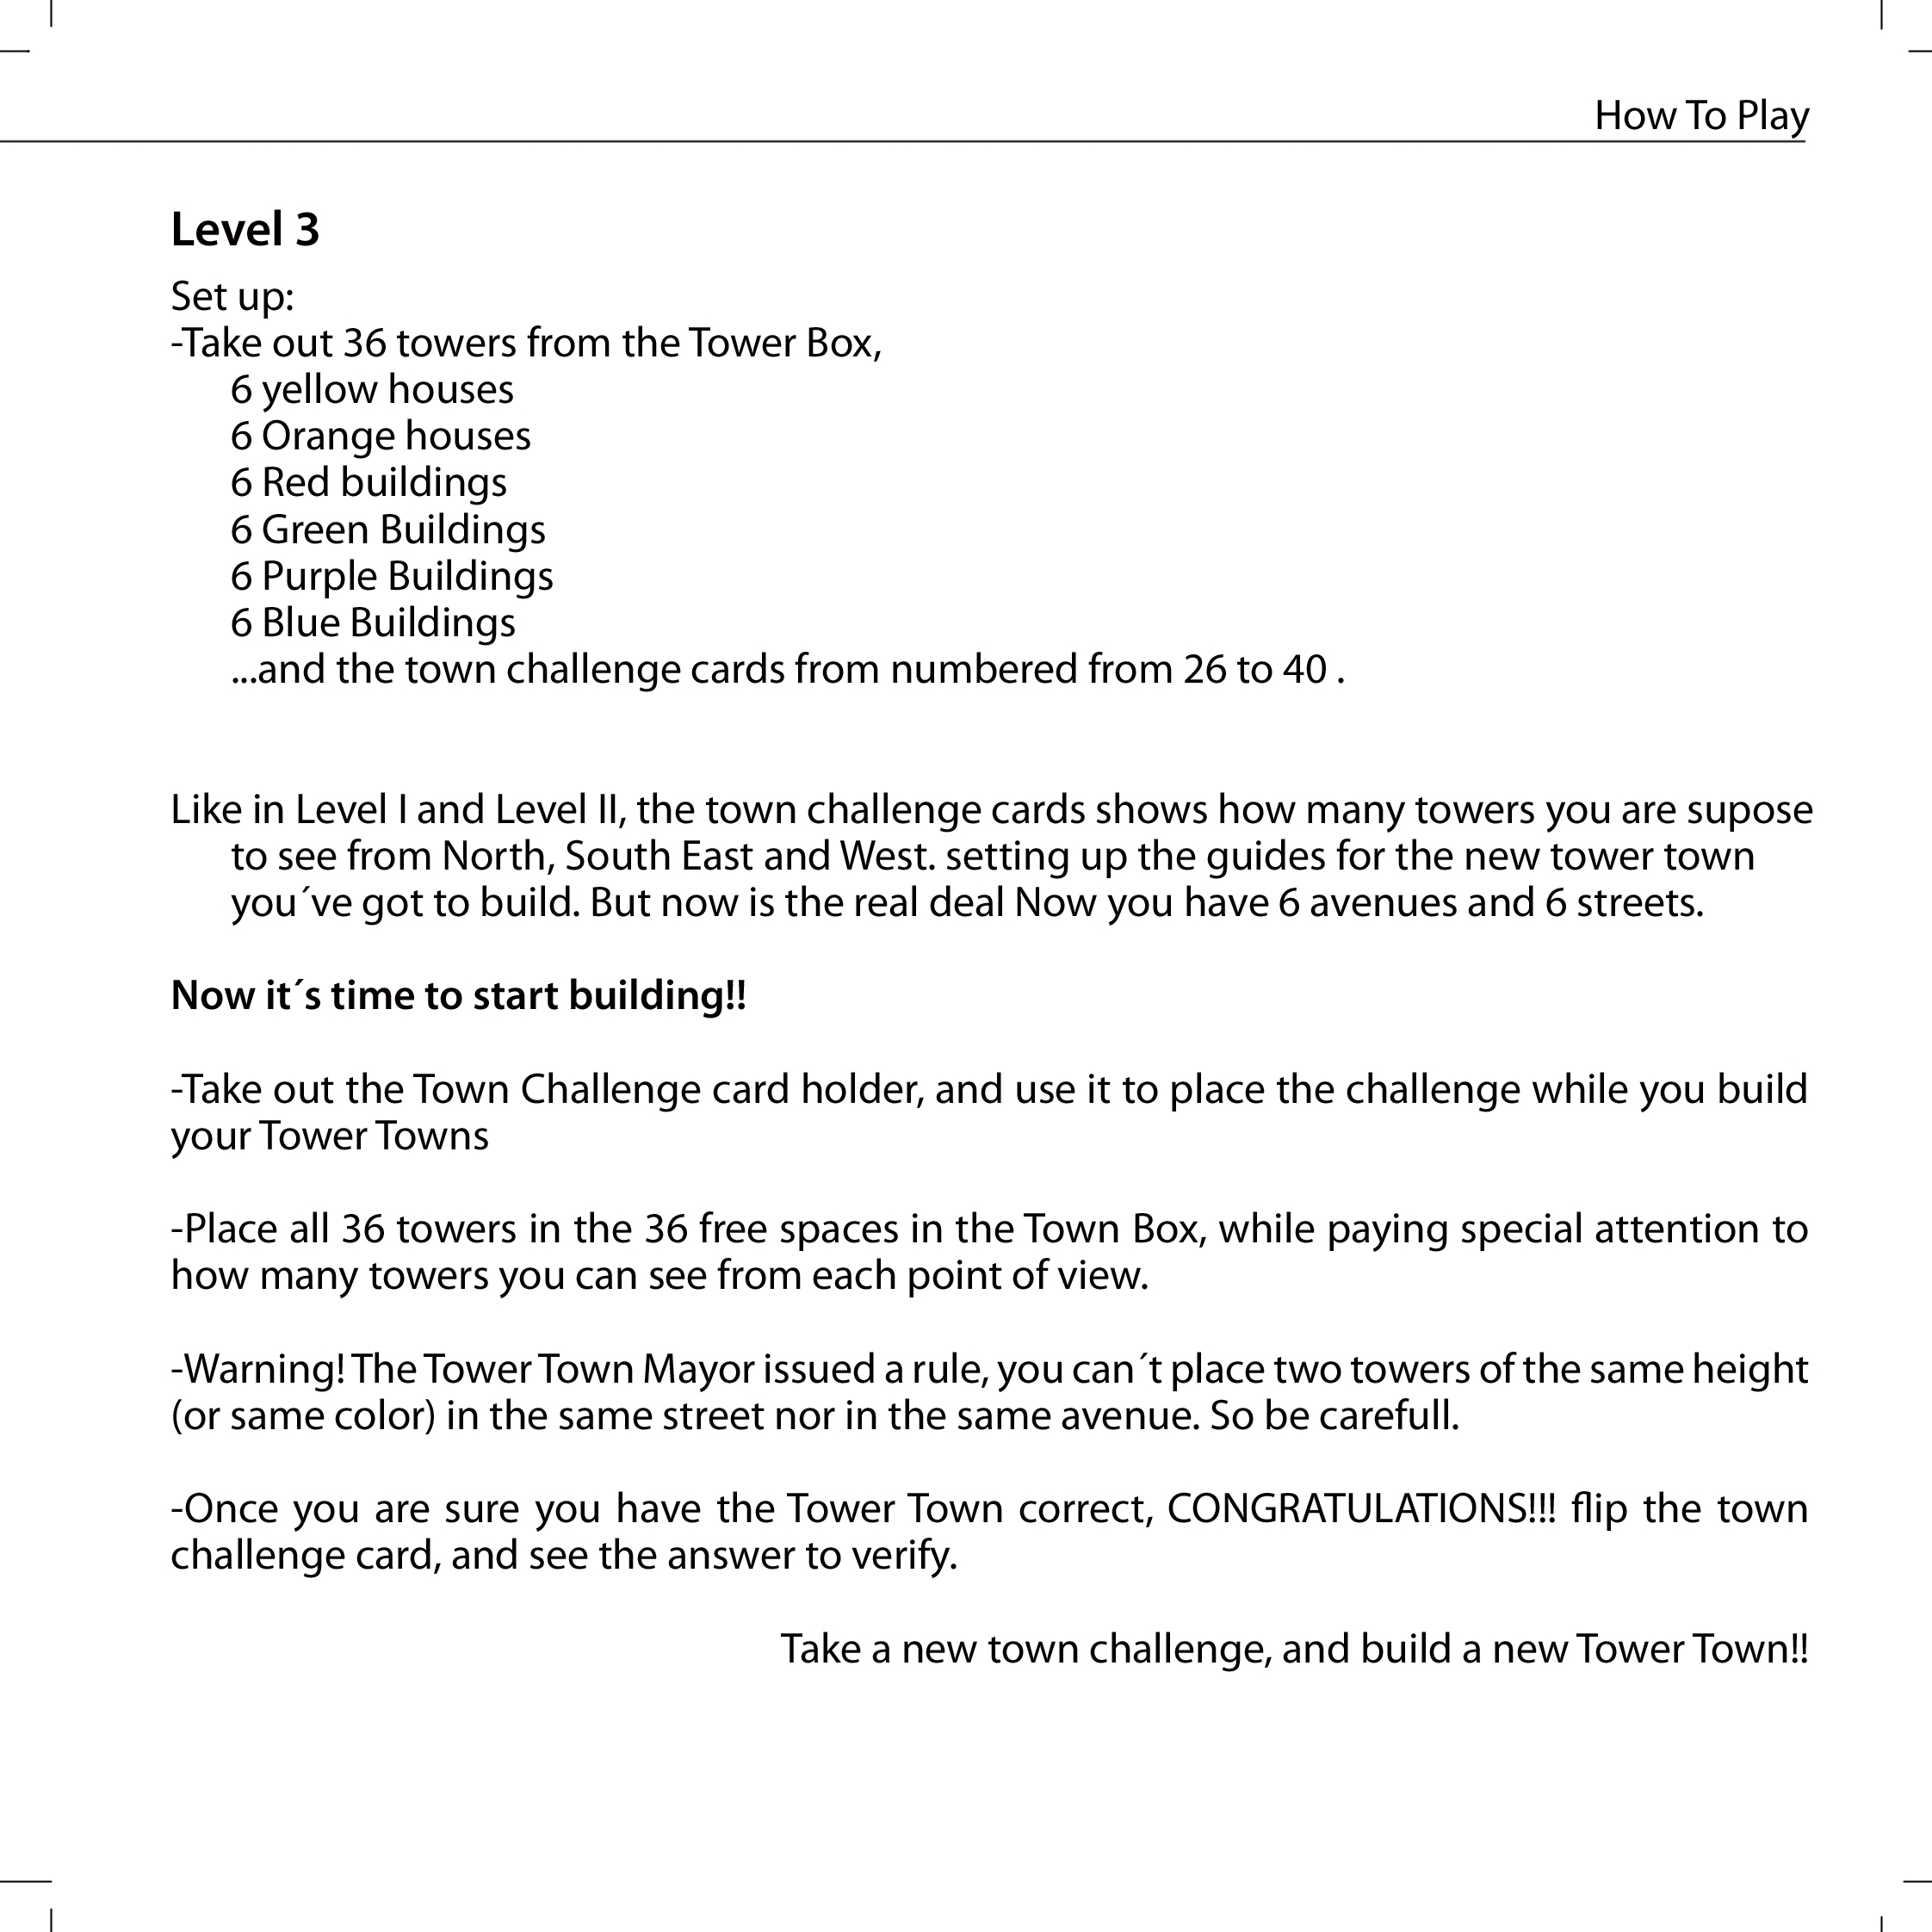 How To Play
Level 3
Set up:
-Take out 36 towers from the Tower Box,
6 yellow houses
6 Orange houses
6 Red buildings
6 Green Buildings
6 Purple Buildings
6 Blue Buildings
...and the town challenge cards from numbered from 26 to 40 .
Like in Level I and Level II, the town challenge cards shows how many towers you are supose
to see from North, South East and West. setting up the guides for the new tower town
you´ve got to build. But now is the real deal Now you have 6 avenues and 6 streets.
Now it´s time to start building!!
-Take out the Town Challenge card holder, and use it to place the challenge while you build
your Tower Towns
-Place all 36 towers in the 36 free spaces in the Town Box, while paying special attention to
how many towers you can see from each point of view.
-Warning! The Tower Town Mayor issued a rule, you can´t place two towers of the same height
(or same color) in the same street nor in the same avenue. So be carefull.
-Once you are sure you have the Tower Town correct, CONGRATULATIONS!!! flip the town
challenge card, and see the answer to verify.
Take a new town challenge, and build a new Tower Town!!